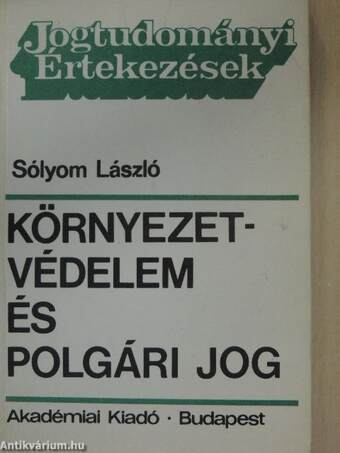 Jogtudományi
Értekezések
Sólyom László
KÖRNYEZET-
VÉDELEM
ÉS
POLGÁRI JOG
Akadémiai Kiadó · Budapest
Antikvárium.hu